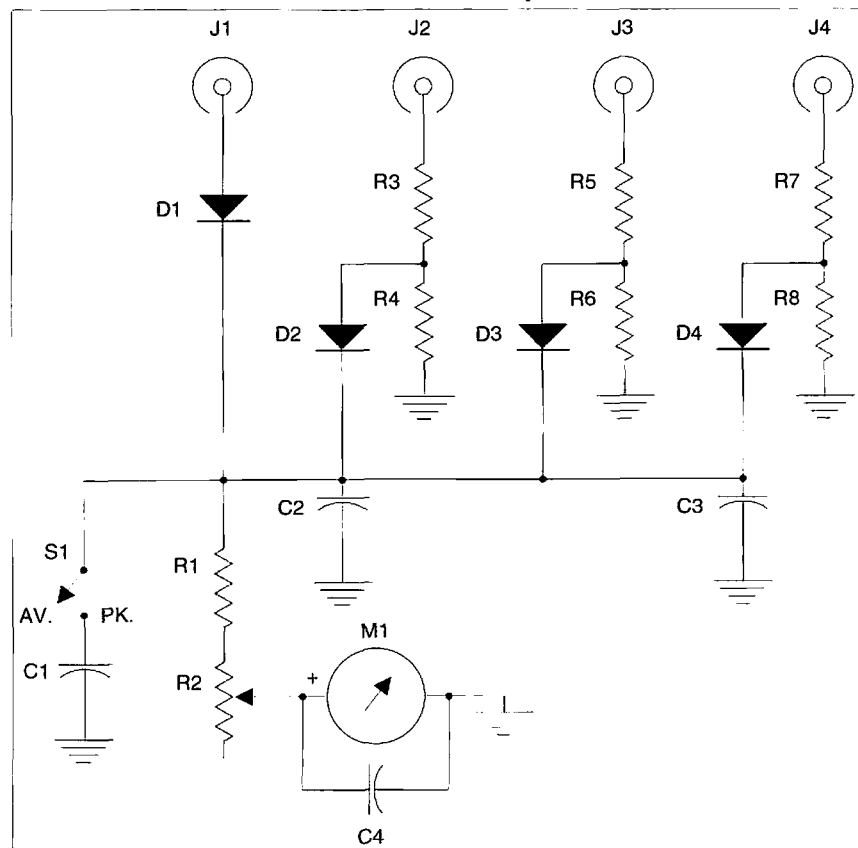 J1 J2 J3 J4
R3 R5 R7
D1
R4 R6 R8
D2 D3 D4
C2 C3
S1 R1
AV. PK. M1
C1 R2 +
C4